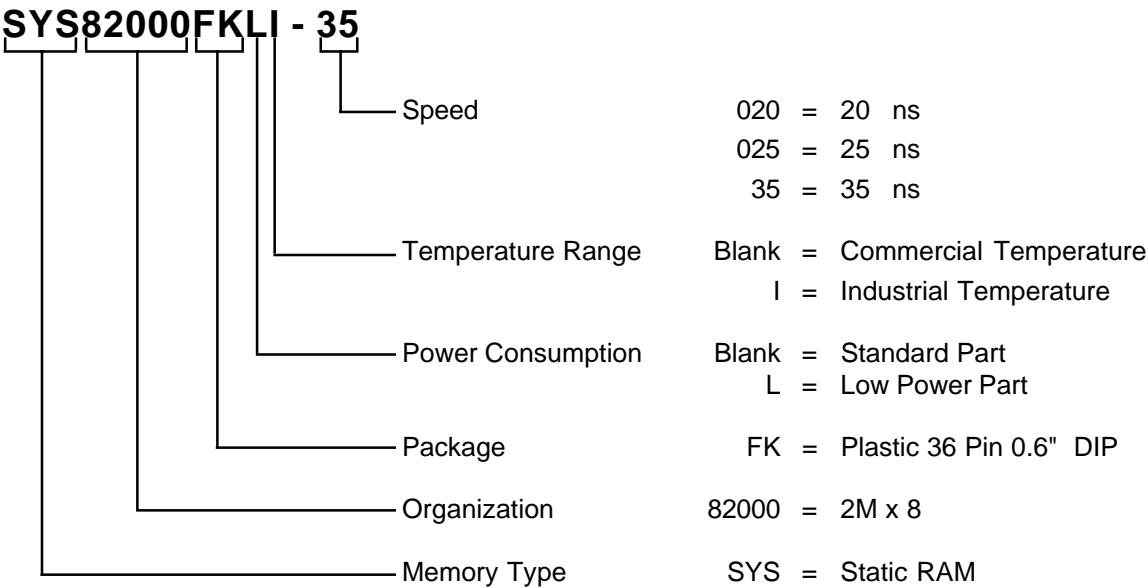 SYS82000FKLI - 35
Speed 020 = 20 ns
025 = 25 ns
35 = 35 ns
Temperature Range Blank = Commercial Temperature
I = Industrial Temperature
Power Consumption Blank = Standard Part
L = Low Power Part
Package FK = Plastic 36 Pin 0.6" DIP
Organization 82000 = 2M x 8
Memory Type SYS = Static RAM